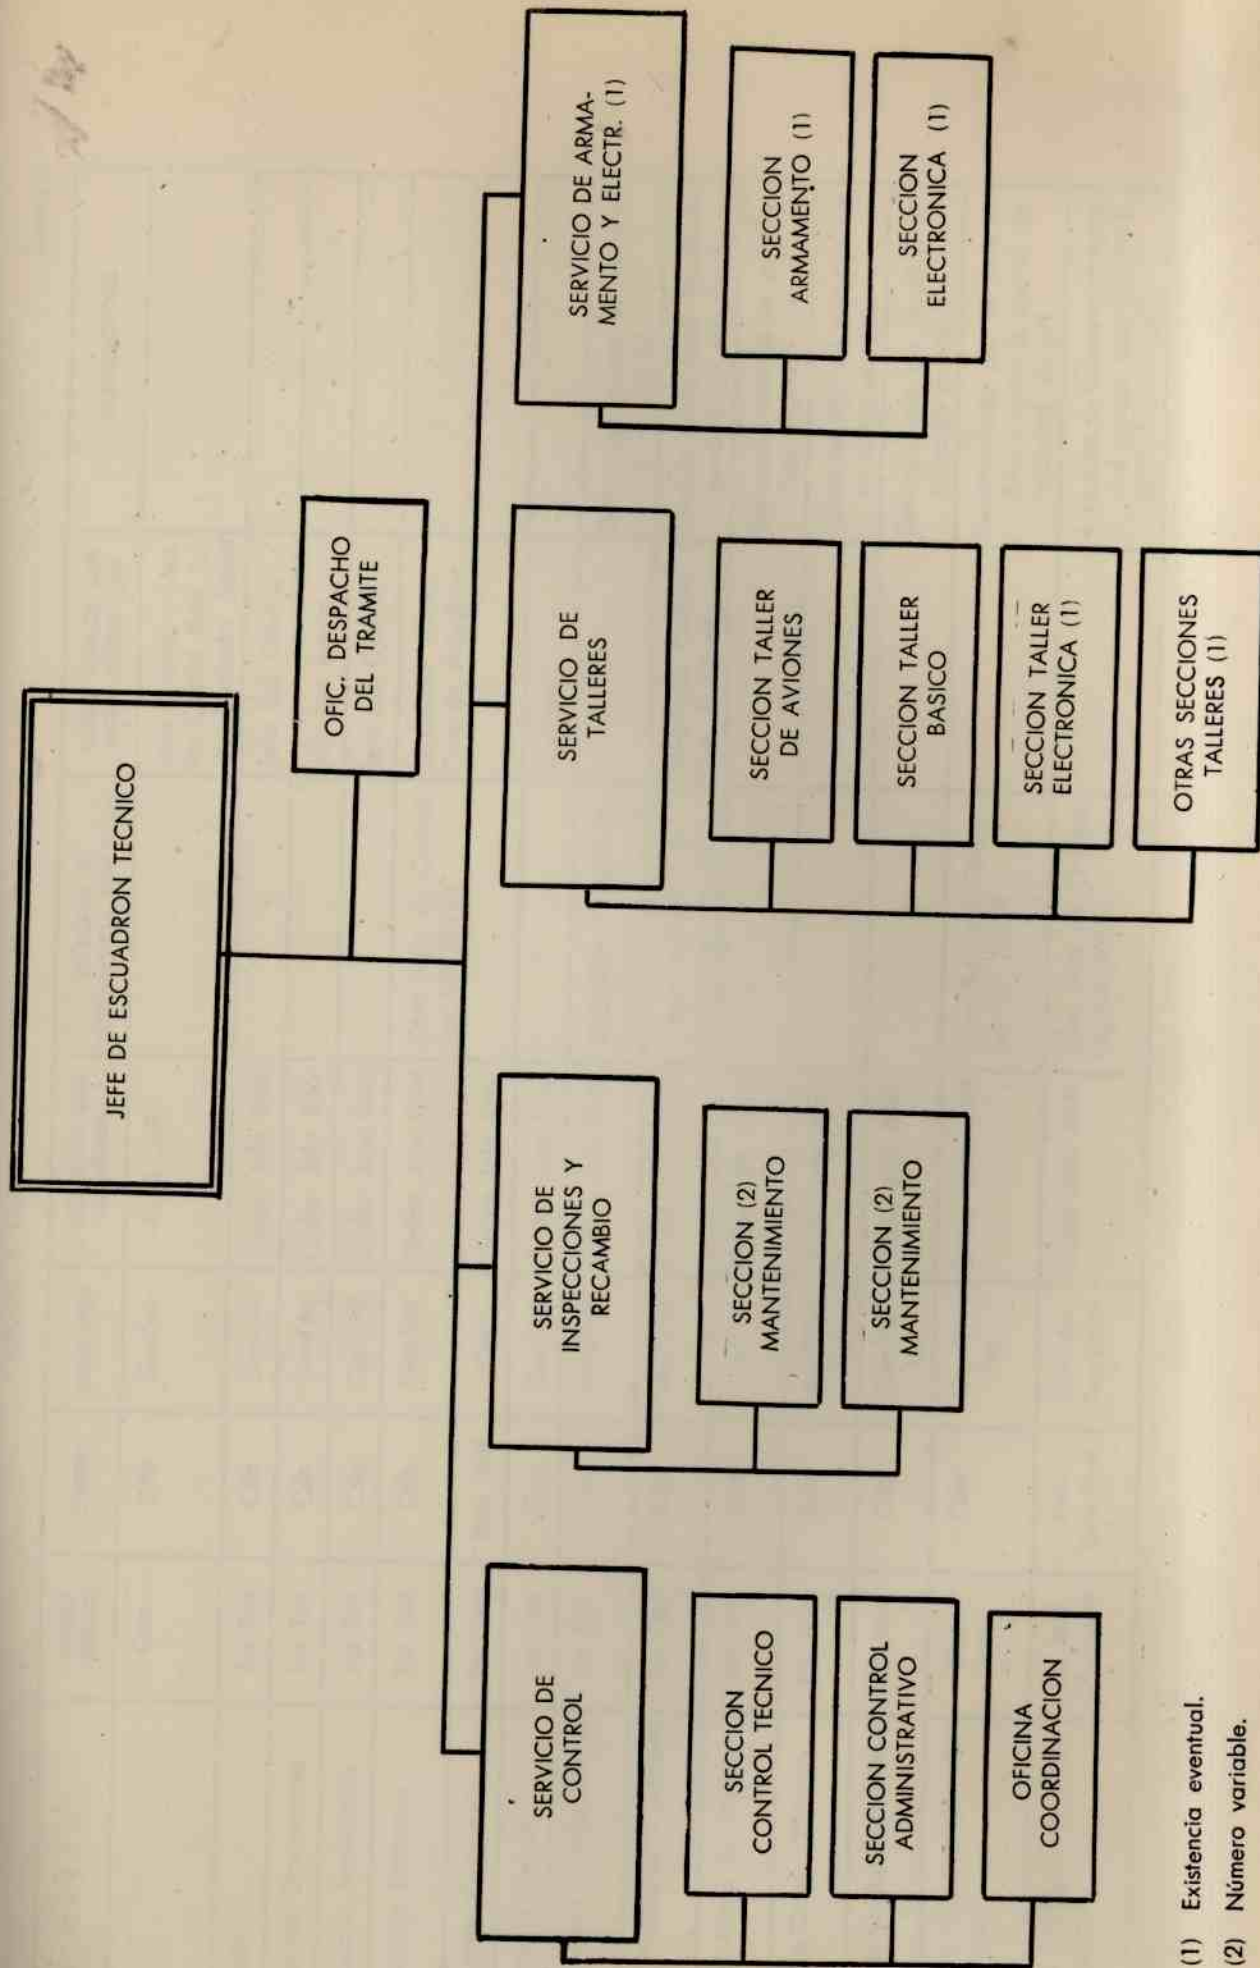 JEFE DE ESCUADRON TECNICO
OFIC. DESPACHO
DEL TRAMITE
SERVICIO DE
CONTROL
SECCION
CONTROL TECNICO
SECCION CONTROL
ADMINISTRATIVO
OFICINA
COORDINACION
SERVICIO DE
INSPECCIONES Y
RECAMBIO
SECCION (2)
MANTENIMIENTO
SECCION (2)
MANTENIMIENTO
SERVICIO DE
TALLERES
SECCION TALLER
DE AVIONES
SECCION TALLER
BASICO
SECCION TALLER
ELECTRONICA (1)
OTRAS SECCIONES
TALLERES (1)
SERVICIO DE ARMA-
MENTO Y ELECTR. (1)
SECCION
ARMAMENTO (1)
SECCION
ELECTRONICA (1)
(1) Existencia eventual.
(2) Número variable.